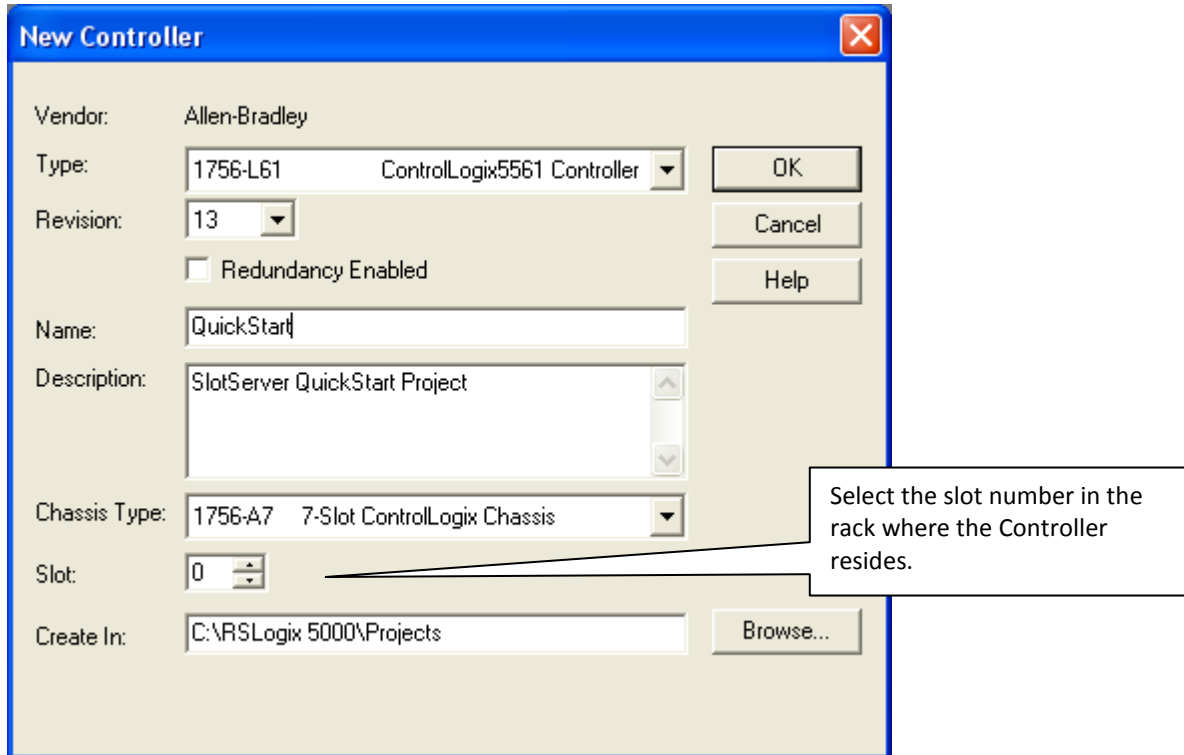 New Controller
Vendor: Allen-Bradley
Type: 1756-L61 ControlLogix5561 Controller
OK
Revision: 13
Cancel
Redundancy Enabled
Help
Name: QuickStart
Description: SlotServer QuickStart Project
Chassis Type: 1756-A7 7-Slot ControlLogix Chassis
Select the slot number in the
rack where the Controller
resides.
Slot: 0
Create In: C:\RSLogix 5000\Projects
Browse...